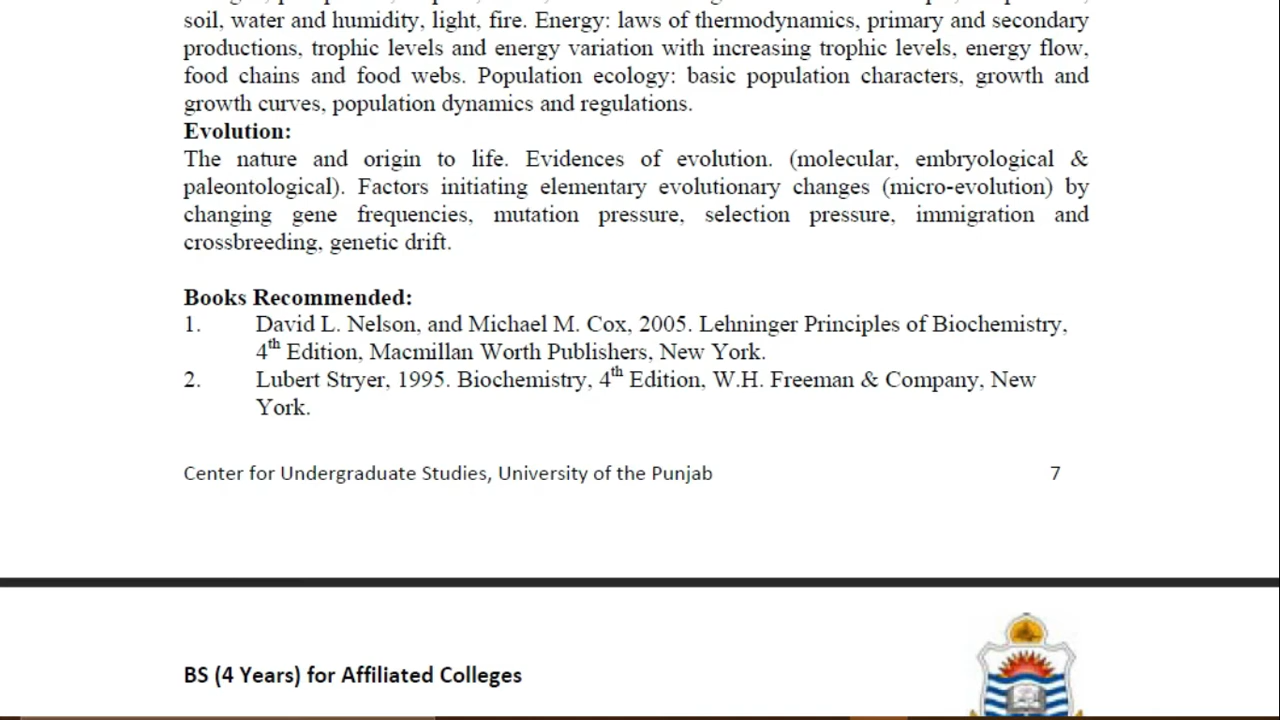 soil, water and humidity, light, fire. Energy: laws of thermodynamics, primary and secondary
productions, trophic levels and energy variation with increasing trophic levels, energy flow,
food chains and food webs. Population ecology: basic population characters, growth and
growth curves, population dynamics and regulations.
Evolution:
The nature and origin to life. Evidences of evolution. (molecular, embryological &
paleontological). Factors initiating elementary evolutionary changes (micro-evolution) by
changing gene frequencies, mutation pressure, selection pressure, immigration and
crossbreeding, genetic drift.
Books Recommended:
1. David L. Nelson, and Michael M. Cox, 2005. Lehninger Principles of Biochemistry,
4th Edition, Macmillan Worth Publishers, New York.
2. Lubert Stryer, 1995. Biochemistry, 4th Edition, W.H. Freeman & Company, New
York.
Center for Undergraduate Studies, University of the Punjab 7
BS (4 Years) for Affiliated Colleges